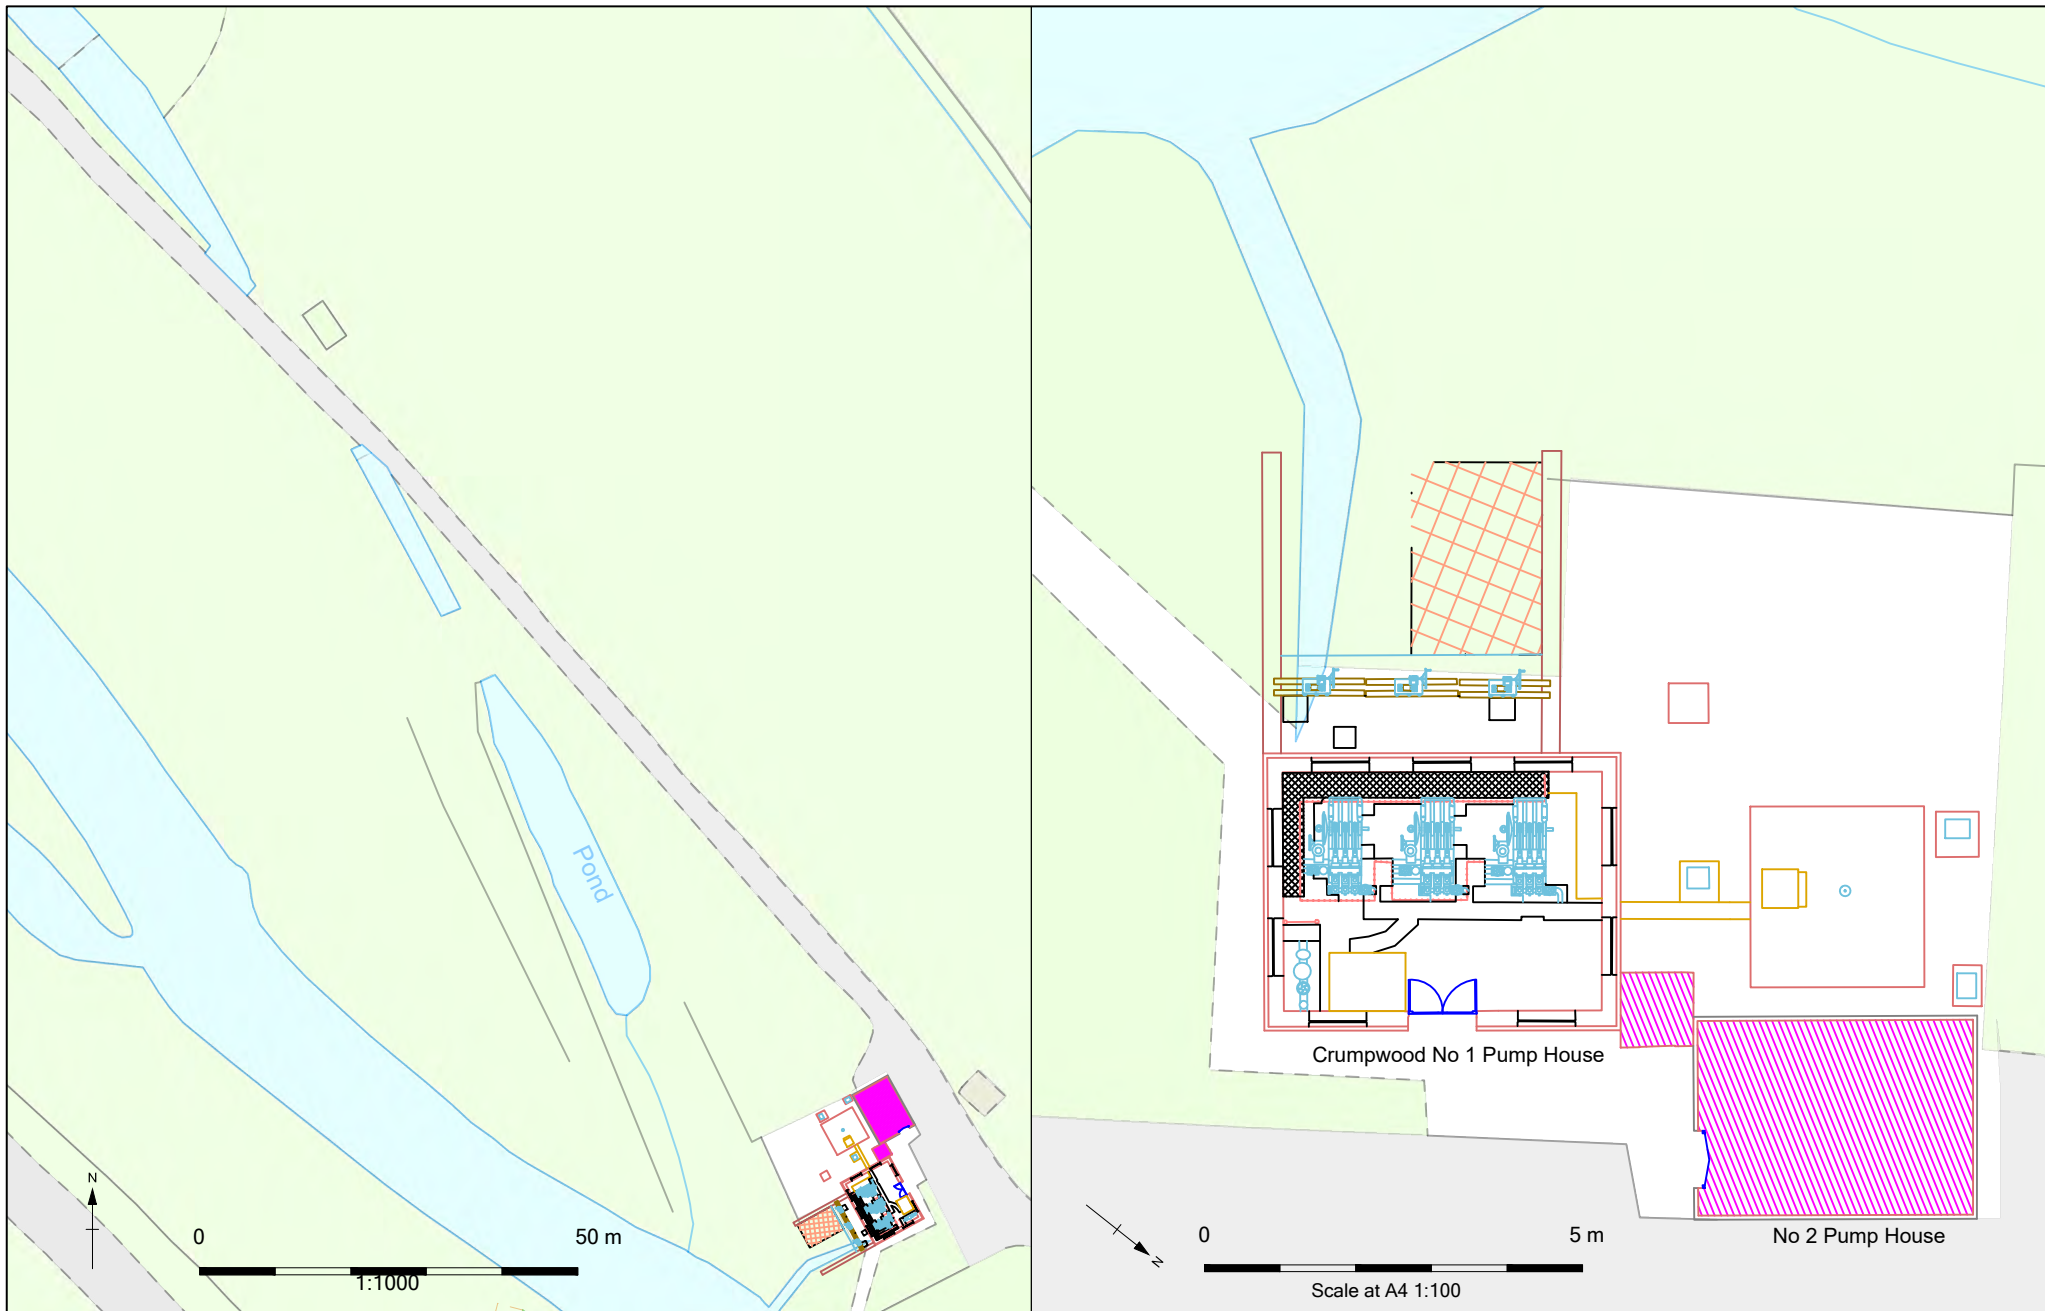 Pond
N
0
50 m
1:1000
Crumpwood No 1 Pump House
No 2 Pump House
N
0
5 m
Scale at A4 1:100